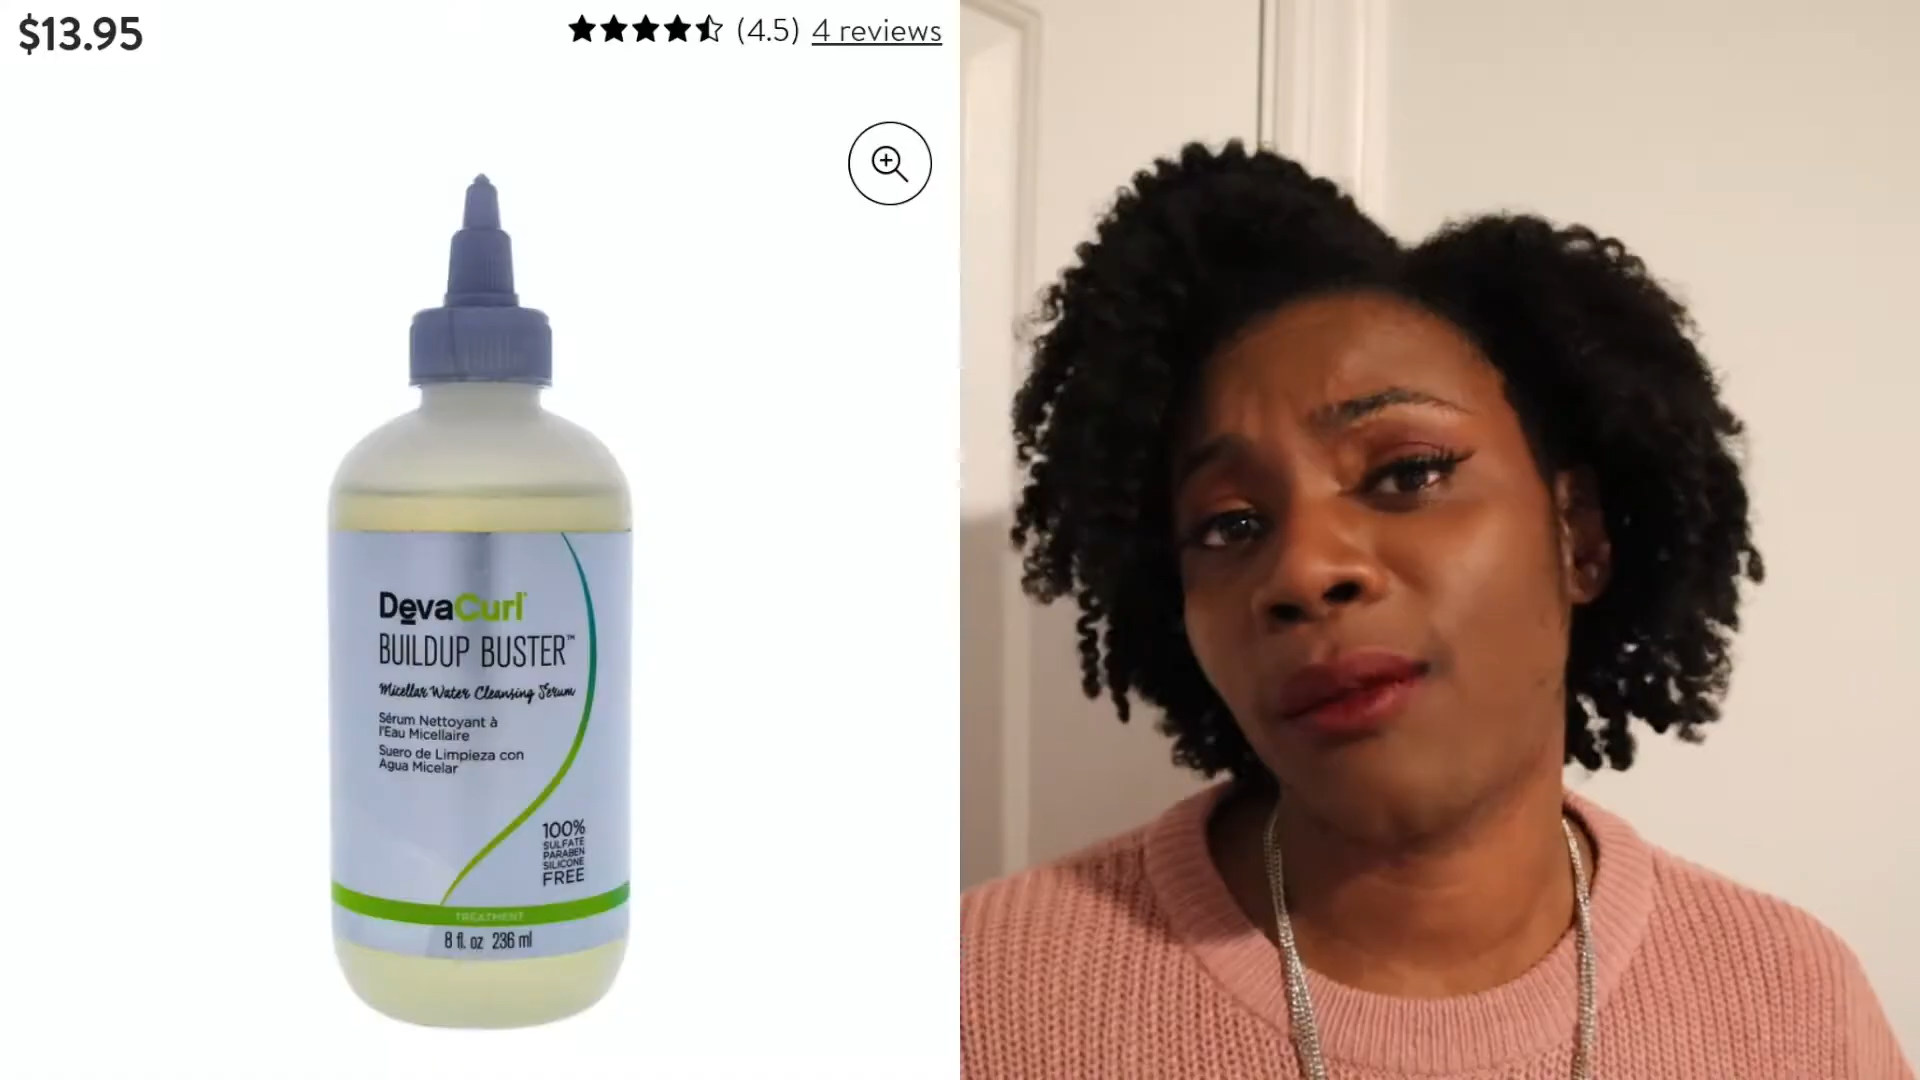 $13.95
(4.5) 4 reviews
DevaCurl
BUILDUP BUSTER™
Micellar Water Cleansing Serum
Sérum Nettoyant à
l'Eau Micellaire
Suero de Limpieza con
Agua Micelar
100%
SULFATE
PARABEN
SILICONE
FREE
TREATMENT
8 fl. oz 236 ml